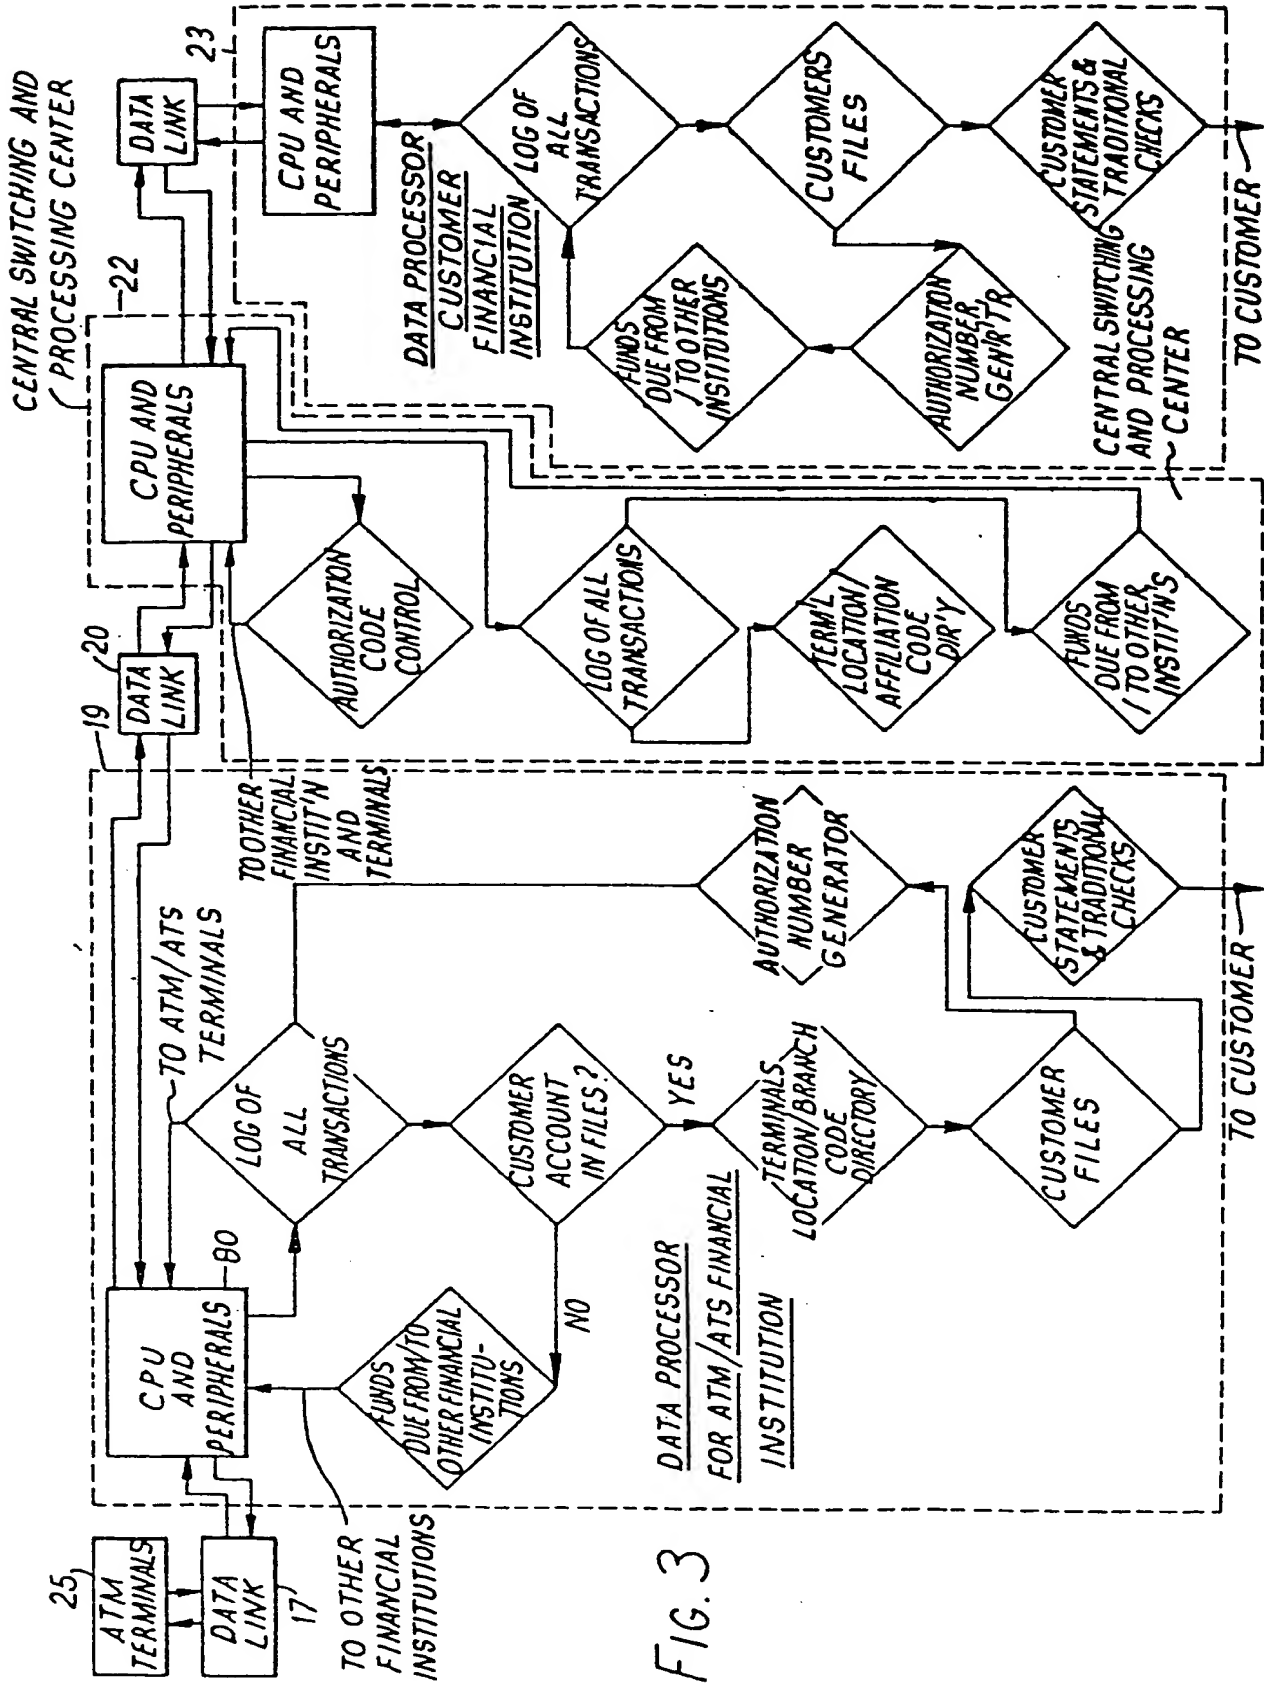 25
ATM
TERMINALS
DATA
LINK
17
TO OTHER
FINANCIAL
INSTITUTIONS
FIG. 3
19
CPU
AND
PERIPHERALS
80
TO ATM/ATS
TERMINALS
LOG OF
ALL
TRANSACTIONS
FUNDS
DUE FROM/TO
OTHER FINANCIAL
INSTITU-
TIONS
NO
CUSTOMER
ACCOUNT
IN FILES?
YES
TERMINALS
LOCATION/BRANCH
CODE
DIRECTORY
CUSTOMER
FILES
AUTHORIZATION
NUMBER
GENERATOR
CUSTOMER
STATEMENTS
& TRADITIONAL
CHECKS
TO CUSTOMER
DATA PROCESSOR
FOR ATM/ATS FINANCIAL
INSTITUTION
20
DATA
LINK
TO OTHER
FINANCIAL
INSTIT'N
AND
TERMINALS
CENTRAL SWITCHING AND
PROCESSING CENTER
22
CPU AND
PERIPHERALS
AUTHORIZATION
CODE
CONTROL
LOG OF ALL
TRANSACTIONS
TERM'L
LOCATION/
AFFILIATION
CODE
DIR'Y
FUNDS
DUE FROM
/ TO OTHER
INSTITIN'S
CENTRAL SWITCHING
AND PROCESSING
CENTER
DATA
LINK
23
CPU AND
PERIPHERALS
DATA PROCESSOR
CUSTOMER
FINANCIAL
INSTITUTION
LOG OF
ALL
TRANSACTIONS
FUNDS
DUE FROM
/ TO OTHER
INSTITUTIONS
CUSTOMERS
FILES
AUTHORIZATION
NUMBER
GEN'R'TR
CUSTOMER
STATEMENTS &
TRADITIONAL
CHECKS
TO CUSTOMER